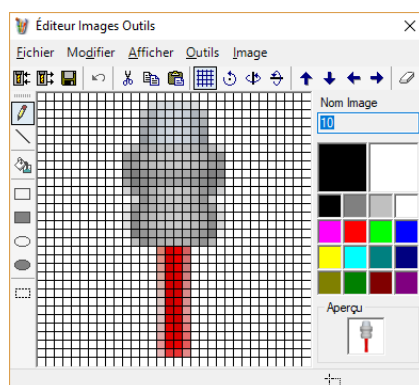 Éditeur Images Outils
Fichier Modifier Afficher Outils Image
Nom Image
10
Aperçu